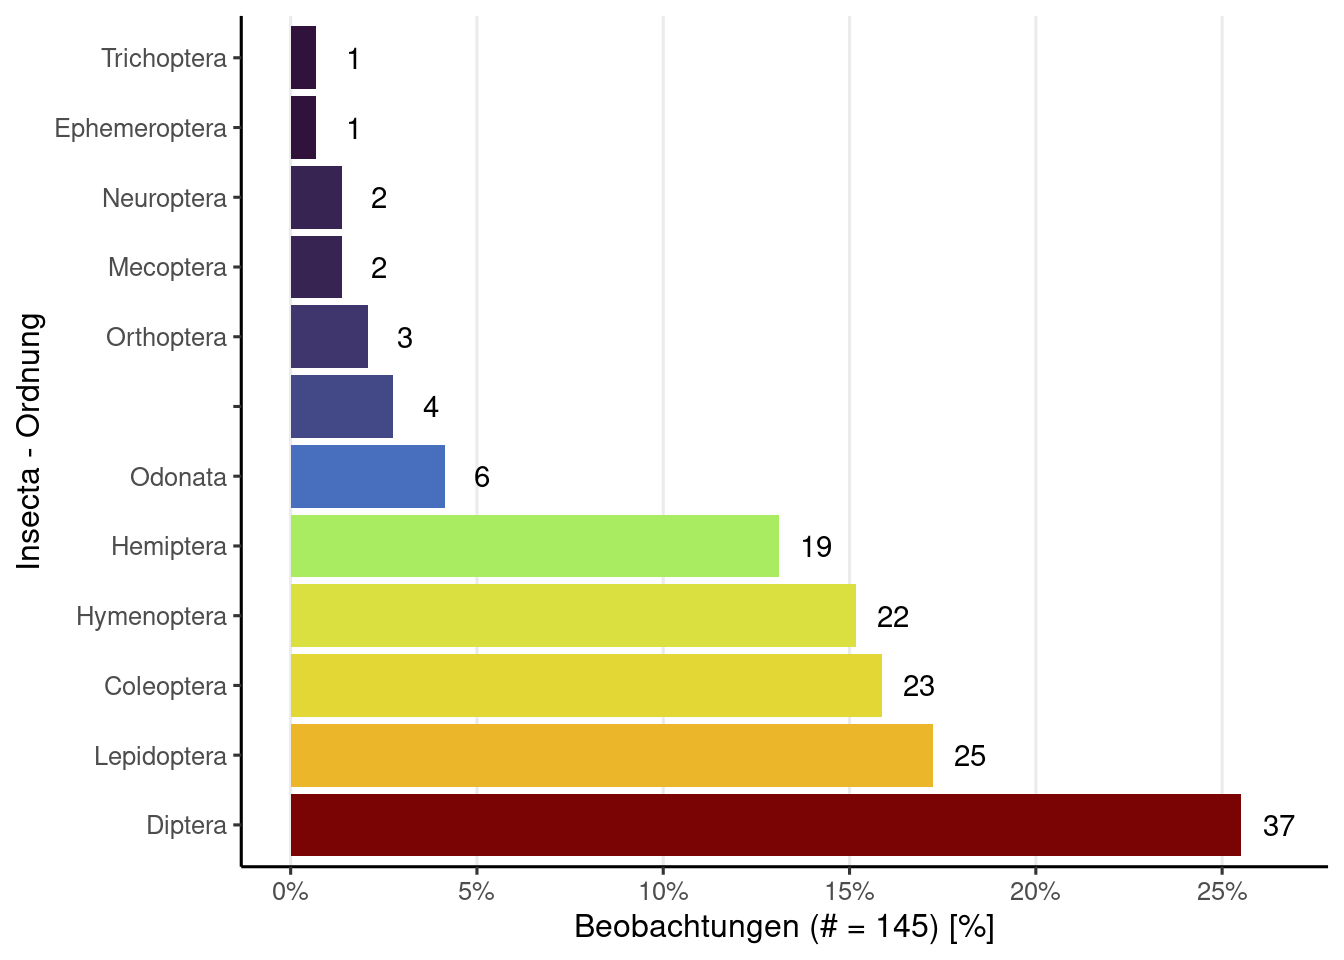 Trichoptera 1
Ephemeroptera 1
Neuroptera 2
Mecoptera 2
Orthoptera 3
4
Odonata 6
Hemiptera 19
Hymenoptera 22
Coleoptera 23
Lepidoptera 25
Diptera 37
0% 5% 10% 15% 20% 25%
Beobachtungen (# = 145) [%]
Insecta - Ordnung